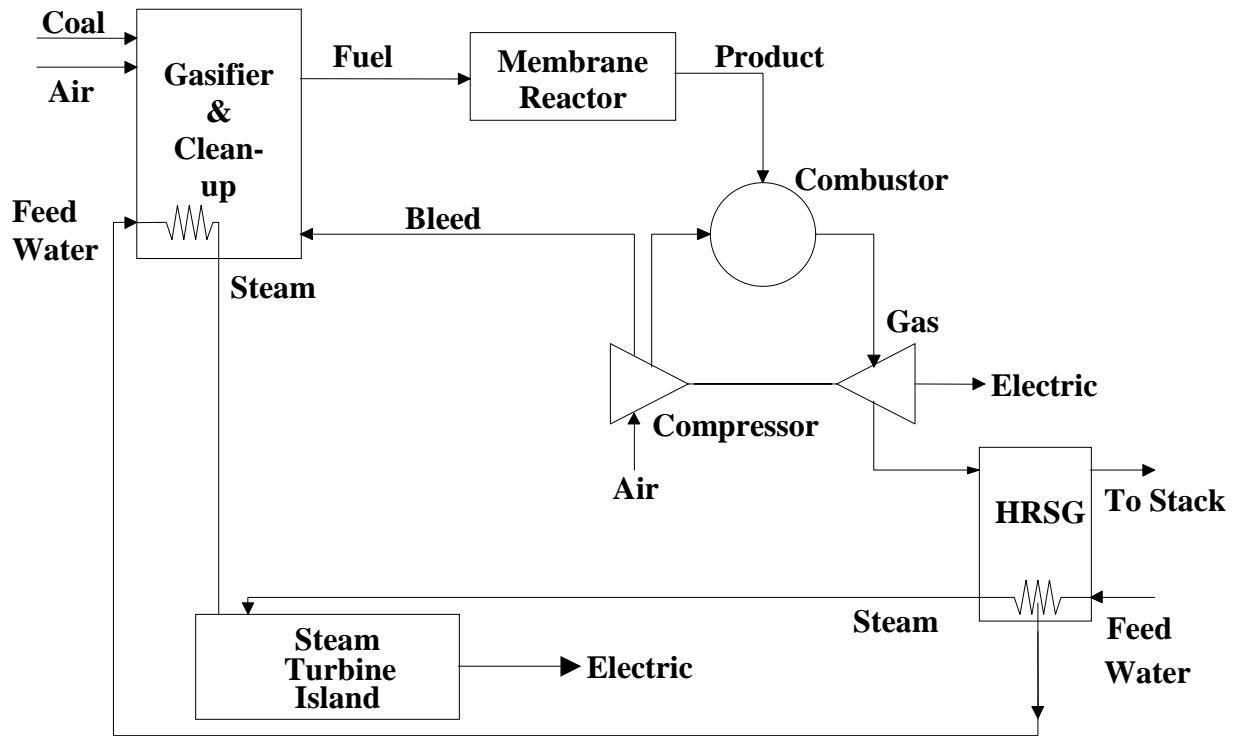 Coal
Air
Gasifier
&
Clean-
up
Fuel
Membrane
Reactor
Product
Combustor
Feed
Water
Bleed
Steam
Gas
Electric
Compressor
Air
HRSG
To Stack
Steam
Feed
Water
Steam
Turbine
Island
Electric